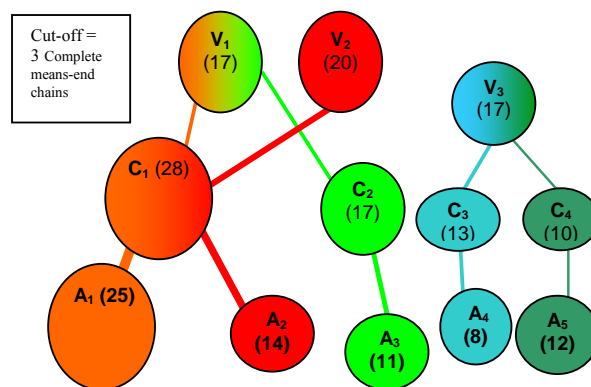 Cut-off =
3 Complete
means-end
chains
V₁
(17)
V₂
(20)
V₃
(17)
C₁ (28)
C₂
(17)
C₃
(13)
C₄
(10)
A₁ (25)
A₂
(14)
A₃
(11)
A₄
(8)
A₅
(12)